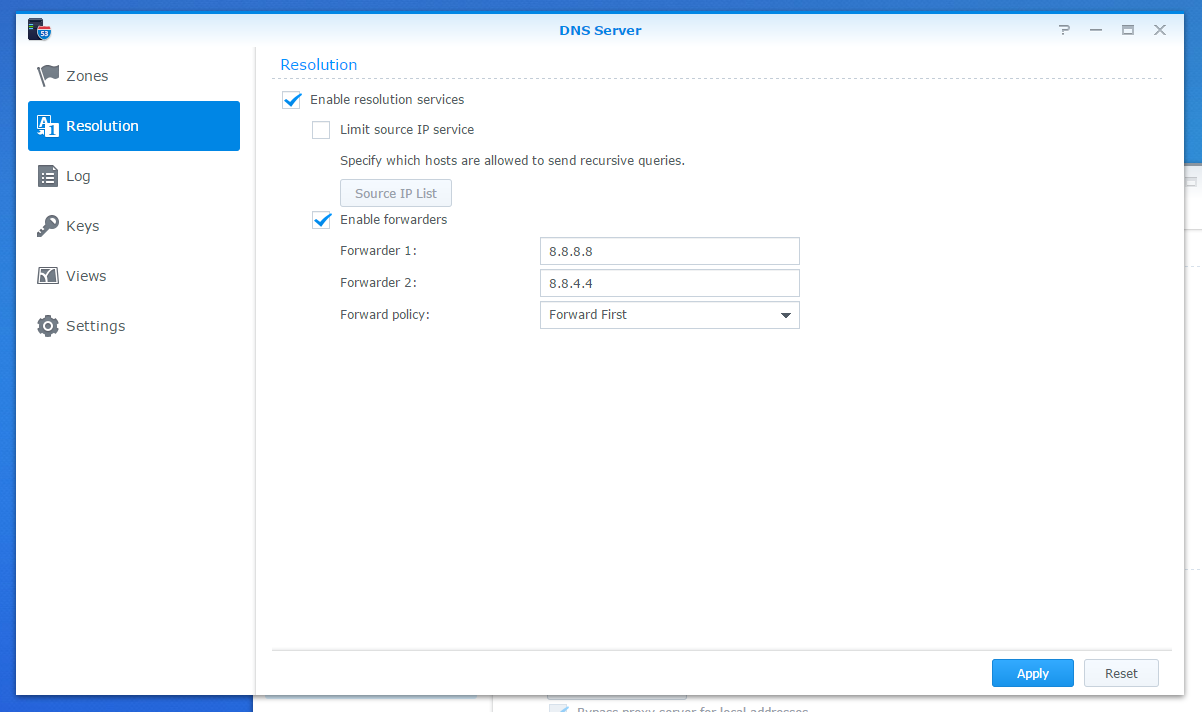 DNS Server
Zones
Resolution
Log
Keys
Views
Settings
Resolution
Enable resolution services
Limit source IP service
Specify which hosts are allowed to send recursive queries.
Source IP List
Enable forwarders
Forwarder 1: 8.8.8.8
Forwarder 2: 8.8.4.4
Forward policy: Forward First
Apply Reset
Bypass proxy server for local addresses